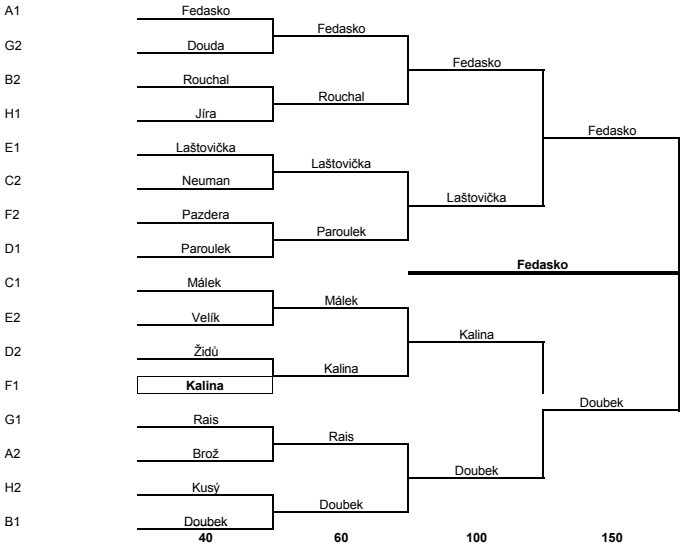 A1 Fedasko
Fedasko
G2 Douda
Fedasko
B2 Rouchal
Rouchal
H1 Jíra
Fedasko
E1 Laštovička
Laštovička
C2 Neuman
Laštovička
F2 Pazdera
Paroulek
D1 Paroulek
Fedasko
C1 Málek
Málek
E2 Velík
Kalina
D2 Židů
Kalina
F1 Kalina
Doubek
G1 Rais
Rais
A2 Brož
Doubek
H2 Kusý
Doubek
B1 Doubek
40 60 100 150